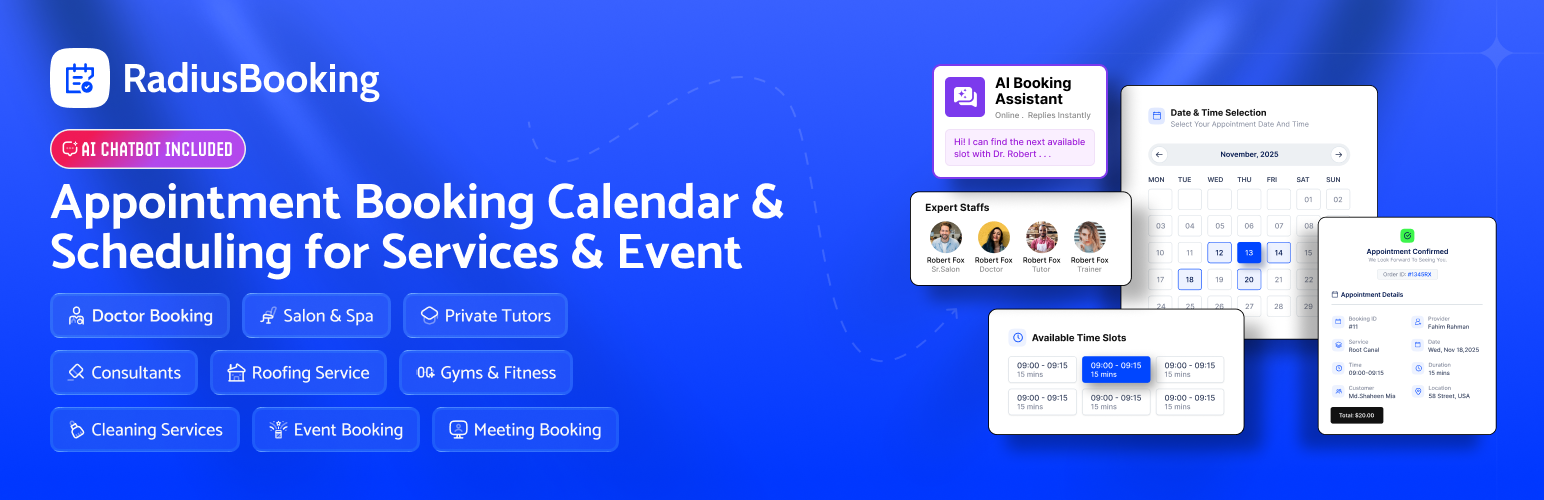 RadiusBooking
AI CHATBOT INCLUDED
Appointment Booking Calendar &
Scheduling for Services & Event
Doctor Booking
Salon & Spa
Private Tutors
Consultants
Roofing Service
Gyms & Fitness
Cleaning Services
Event Booking
Meeting Booking
AI Booking
Assistant
Online . Replies Instantly
Hi! I can find the next available
slot with Dr. Robert . . .
Expert Staffs
Robert Fox Robert Fox Robert Fox Robert Fox
Sr.Salon Doctor Tutor Trainer
Date & Time Selection
Select Your Appointment Date And Time
November, 2025
MON TUE WED THU FRI SAT SUN
01 02
03 04 05 06 07 08
10 11 12 13 14 15
17 18 19 20 21 22
24 25 26 27 28 29
Available Time Slots
09:00 - 09:15 09:00 - 09:15 09:00 - 09:15
15 mins 15 mins 15 mins
09:00 - 09:15 09:00 - 09:15 09:00 - 09:15
15 mins 15 mins 15 mins
Appointment Confirmed
We Look Forward To Seeing You.
Order ID: #1345RX
Appointment Details
Booking ID
#11
Provider
Fahim Rahman
Service
Root Canal
Date
Wed, Nov 18,2025
Time
09:00-09:15
Duration
15 mins
Customer
Md.Shaheen Mia
Location
58 Street, USA
Total: $20.00